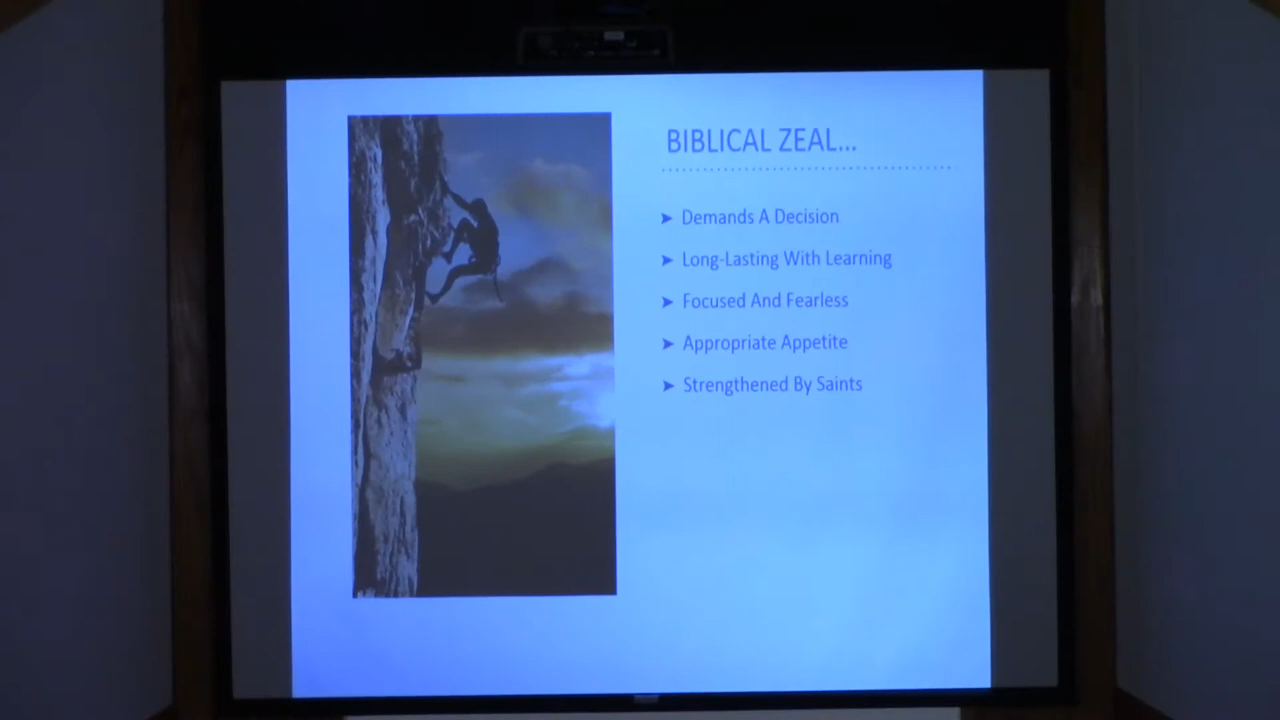 BIBLICAL ZEAL...
➤ Demands A Decision
➤ Long-Lasting With Learning
➤ Focused And Fearless
➤ Appropriate Appetite
➤ Strengthened By Saints